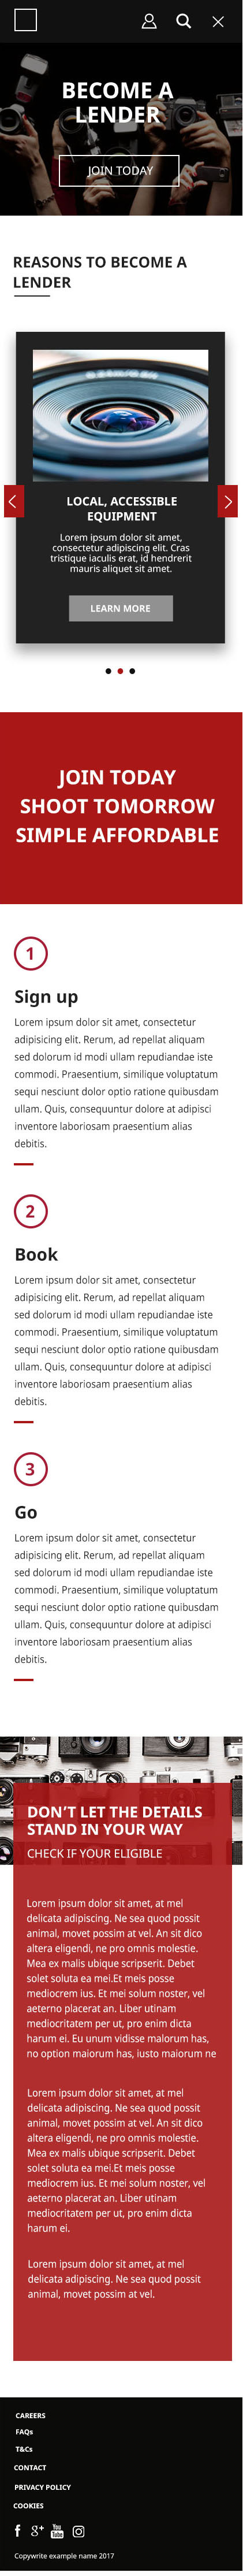 BECOME A
LENDER
JOIN TODAY
REASONS TO BECOME A
LENDER
LOCAL, ACCESSIBLE
EQUIPMENT
Lorem ipsum dolor sit amet,
consectetur adipiscing elit. Cras
tristique iaculis erat, id hendrerit
mauris aliquet sit amet.
LEARN MORE
JOIN TODAY
SHOOT TOMORROW
SIMPLE AFFORDABLE
1
Sign up
Lorem ipsum dolor sit amet, consectetur
adipisicing elit. Rerum, ad repellat aliquam
sed dolorum id modi ullam repudiandae iste
commodi. Praesentium, similique voluptatum
sequi nesciunt dolor optio ratione quibusdam
ullam. Quis, consequuntur dolore at adipisci
inventore laboriosam praesentium alias
debitis.
2
Book
Lorem ipsum dolor sit amet, consectetur
adipisicing elit. Rerum, ad repellat aliquam
sed dolorum id modi ullam repudiandae iste
commodi. Praesentium, similique voluptatum
sequi nesciunt dolor optio ratione quibusdam
ullam. Quis, consequuntur dolore at adipisci
inventore laboriosam praesentium alias
debitis.
3
Go
Lorem ipsum dolor sit amet, consectetur
adipisicing elit. Rerum, ad repellat aliquam
sed dolorum id modi ullam repudiandae iste
commodi. Praesentium, similique voluptatum
sequi nesciunt dolor optio ratione quibusdam
ullam. Quis, consequuntur dolore at adipisci
inventore laboriosam praesentium alias
debitis.
DON'T LET THE DETAILS
STAND IN YOUR WAY
CHECK IF YOUR ELIGIBLE
Lorem ipsum dolor sit amet, at mel
delicata adipiscing. Ne sea quod possit
animal, movet possim at vel. An sit dico
altera eligendi, ne pro omnis molestie.
Mea ex malis ubique scripserit. Debet
solet soluta ea mei.Et meis posse
mediocrem ius. Et mei solum noster, vel
aeterno placerat an. Liber utinam
mediocritatem per ut, pro enim dicta
harum ei. Eu unum vidisse malorum has,
no option maiorum has, iusto maiorum ne
Lorem ipsum dolor sit amet, at mel
delicata adipiscing. Ne sea quod possit
animal, movet possim at vel. An sit dico
altera eligendi, ne pro omnis molestie.
Mea ex malis ubique scripserit. Debet
solet soluta ea mei.Et meis posse
mediocrem ius. Et mei solum noster, vel
aeterno placerat an. Liber utinam
mediocritatem per ut, pro enim dicta
harum ei.
Lorem ipsum dolor sit amet, at mel
delicata adipiscing. Ne sea quod possit
animal, movet possim at vel.
CAREERS
FAQs
T&Cs
CONTACT
PRIVACY POLICY
COOKIES
f g+ You Tube
Copywrite example name 2017